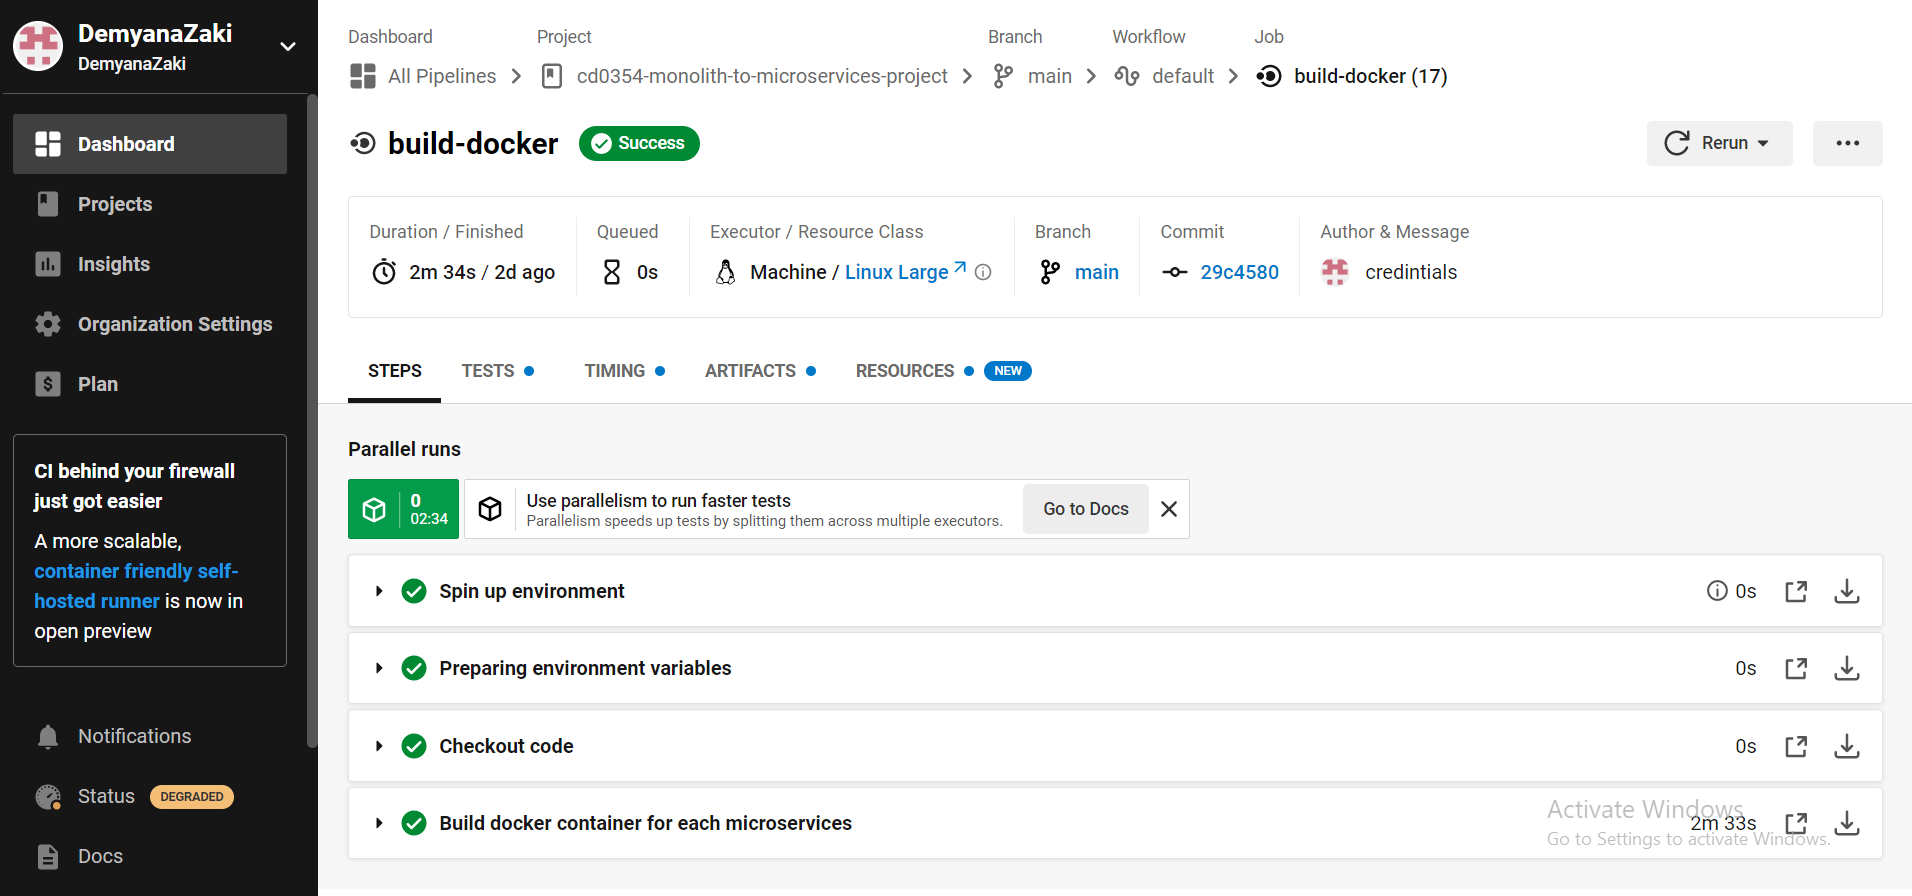 DemyanaZaki
DemyanaZaki
Dashboard
Projects
Insights
Organization Settings
Plan
CI behind your firewall
just got easier
A more scalable,
container friendly self-
hosted runner is now in
open preview
Notifications
Status DEGRADED
Docs
Dashboard Project Branch Workflow Job
All Pipelines cd0354-monolith-to-microservices-project main default build-docker (17)
build-docker Success Rerun
Duration / Finished Queued Executor / Resource Class Branch Commit Author & Message
2m 34s / 2d ago 0s Machine / Linux Large main 29c4580 credintials
STEPS TESTS TIMING ARTIFACTS RESOURCES NEW
Parallel runs
0
02:34
Use parallelism to run faster tests
Parallelism speeds up tests by splitting them across multiple executors.
Go to Docs
Spin up environment 0s
Preparing environment variables 0s
Checkout code 0s
Build docker container for each microservices 2m 33s
Activate Windows
Go to Settings to activate Windows.